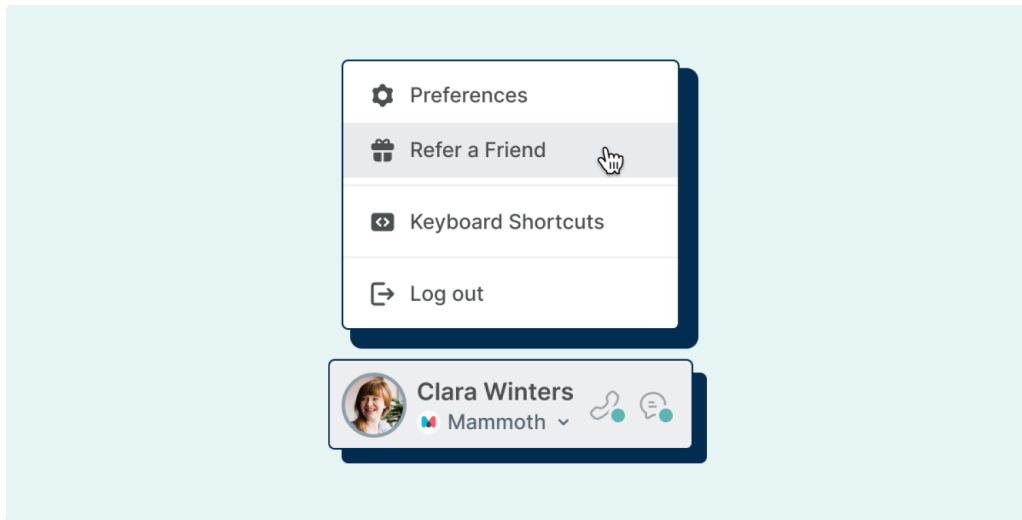 Preferences
Refer a Friend
Keyboard Shortcuts
Log out
Clara Winters
Mammoth